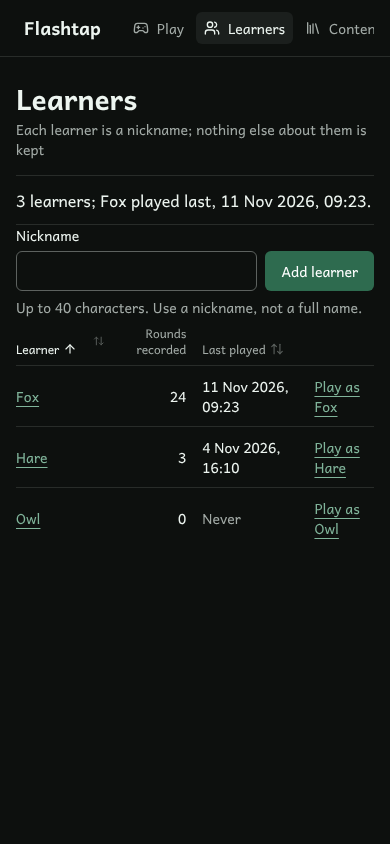 Flashtap
Play
Learners
Conten
Learners
Each learner is a nickname; nothing else about them is
kept
3 learners; Fox played last, 11 Nov 2026, 09:23.
Nickname
Add learner
Up to 40 characters. Use a nickname, not a full name.
Learner
Rounds
recorded
Last played
Fox
24
11 Nov 2026,
09:23
Play as
Fox
Hare
3
4 Nov 2026,
16:10
Play as
Hare
Owl
0
Never
Play as
Owl